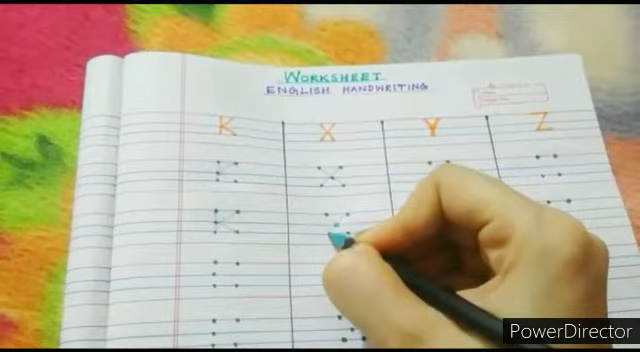 WORKSHEET
ENGLISH HANDWRITING
K X Y Z
X
K
PowerDirector